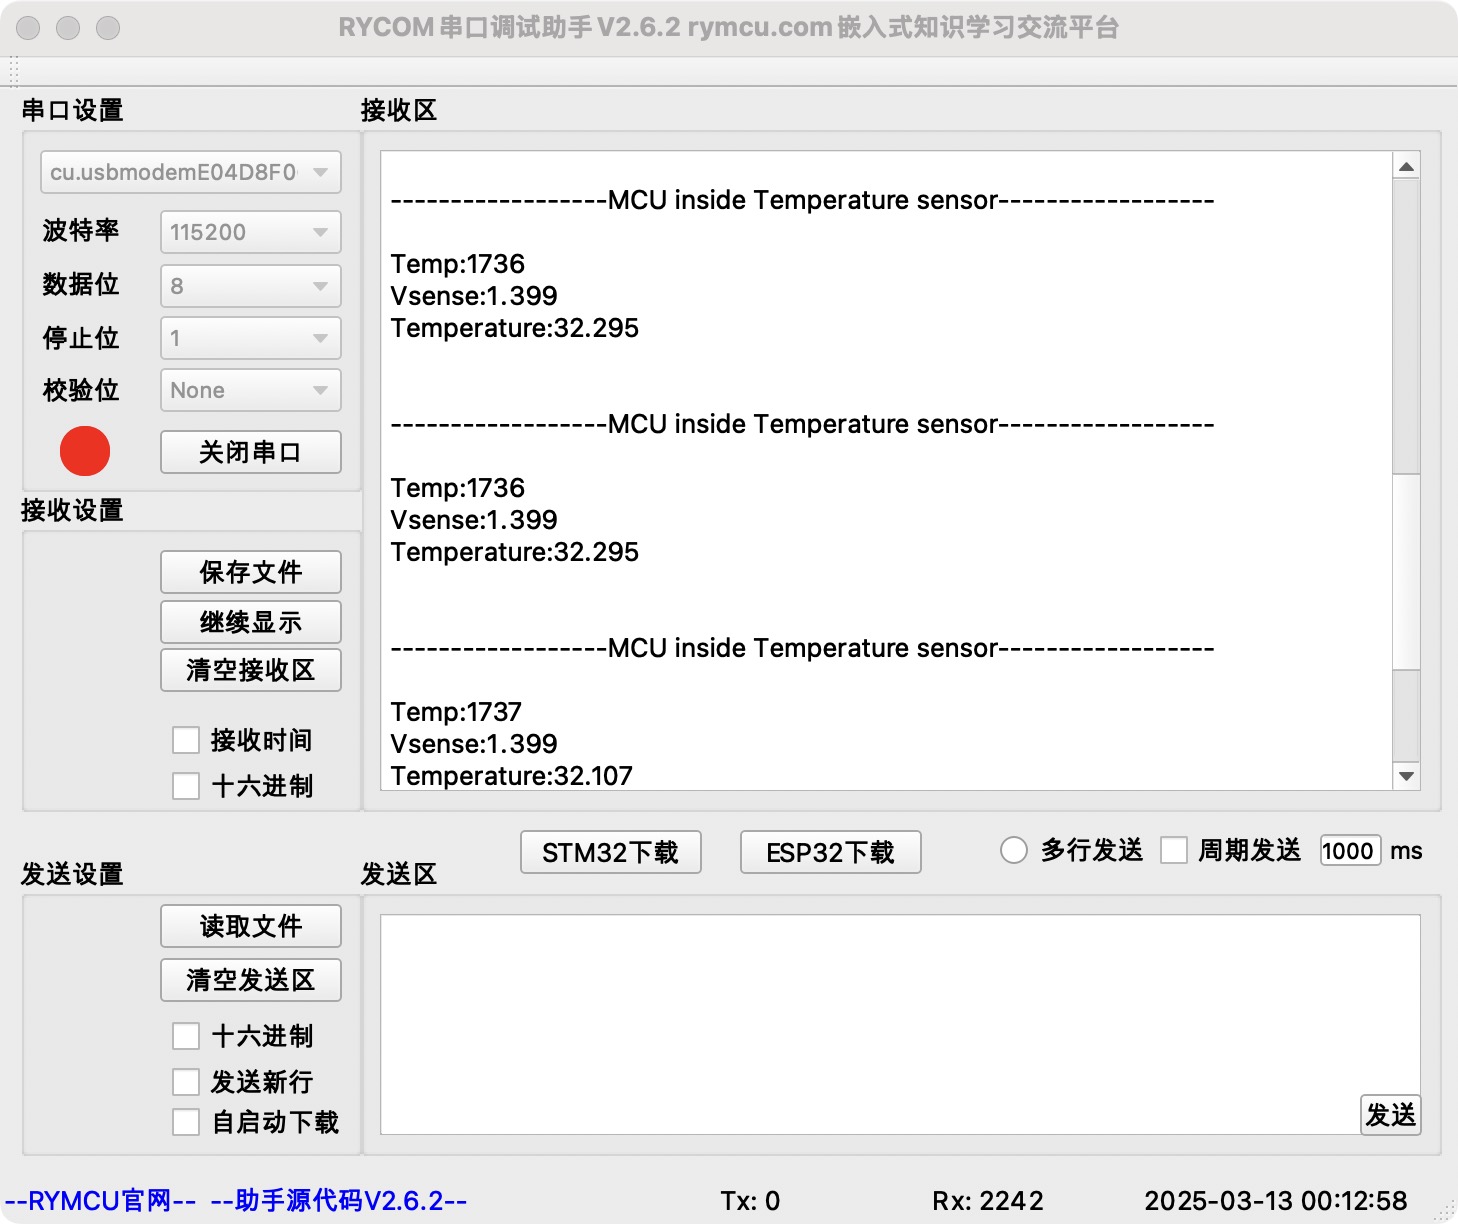 RYCOM串口调试助手V2.6.2 rymcu.com嵌入式知识学习交流平台
串口设置
cu.usbmodemE04D8F0
波特率 115200
数据位 8
停止位 1
校验位 None
关闭串口
接收设置
保存文件
继续显示
清空接收区
接收时间
十六进制
接收区
------------------MCU inside Temperature sensor------------------
Temp:1736
Vsense:1.399
Temperature:32.295
------------------MCU inside Temperature sensor------------------
Temp:1736
Vsense:1.399
Temperature:32.295
------------------MCU inside Temperature sensor------------------
Temp:1737
Vsense:1.399
Temperature:32.107
STM32下载 ESP32下载 多行发送 周期发送 1000 ms
发送设置
读取文件
清空发送区
十六进制
发送新行
自启动下载
发送区
发送
--RYMCU官网-- --助手源代码V2.6.2-- Tx: 0 Rx: 2242 2025-03-13 00:12:58